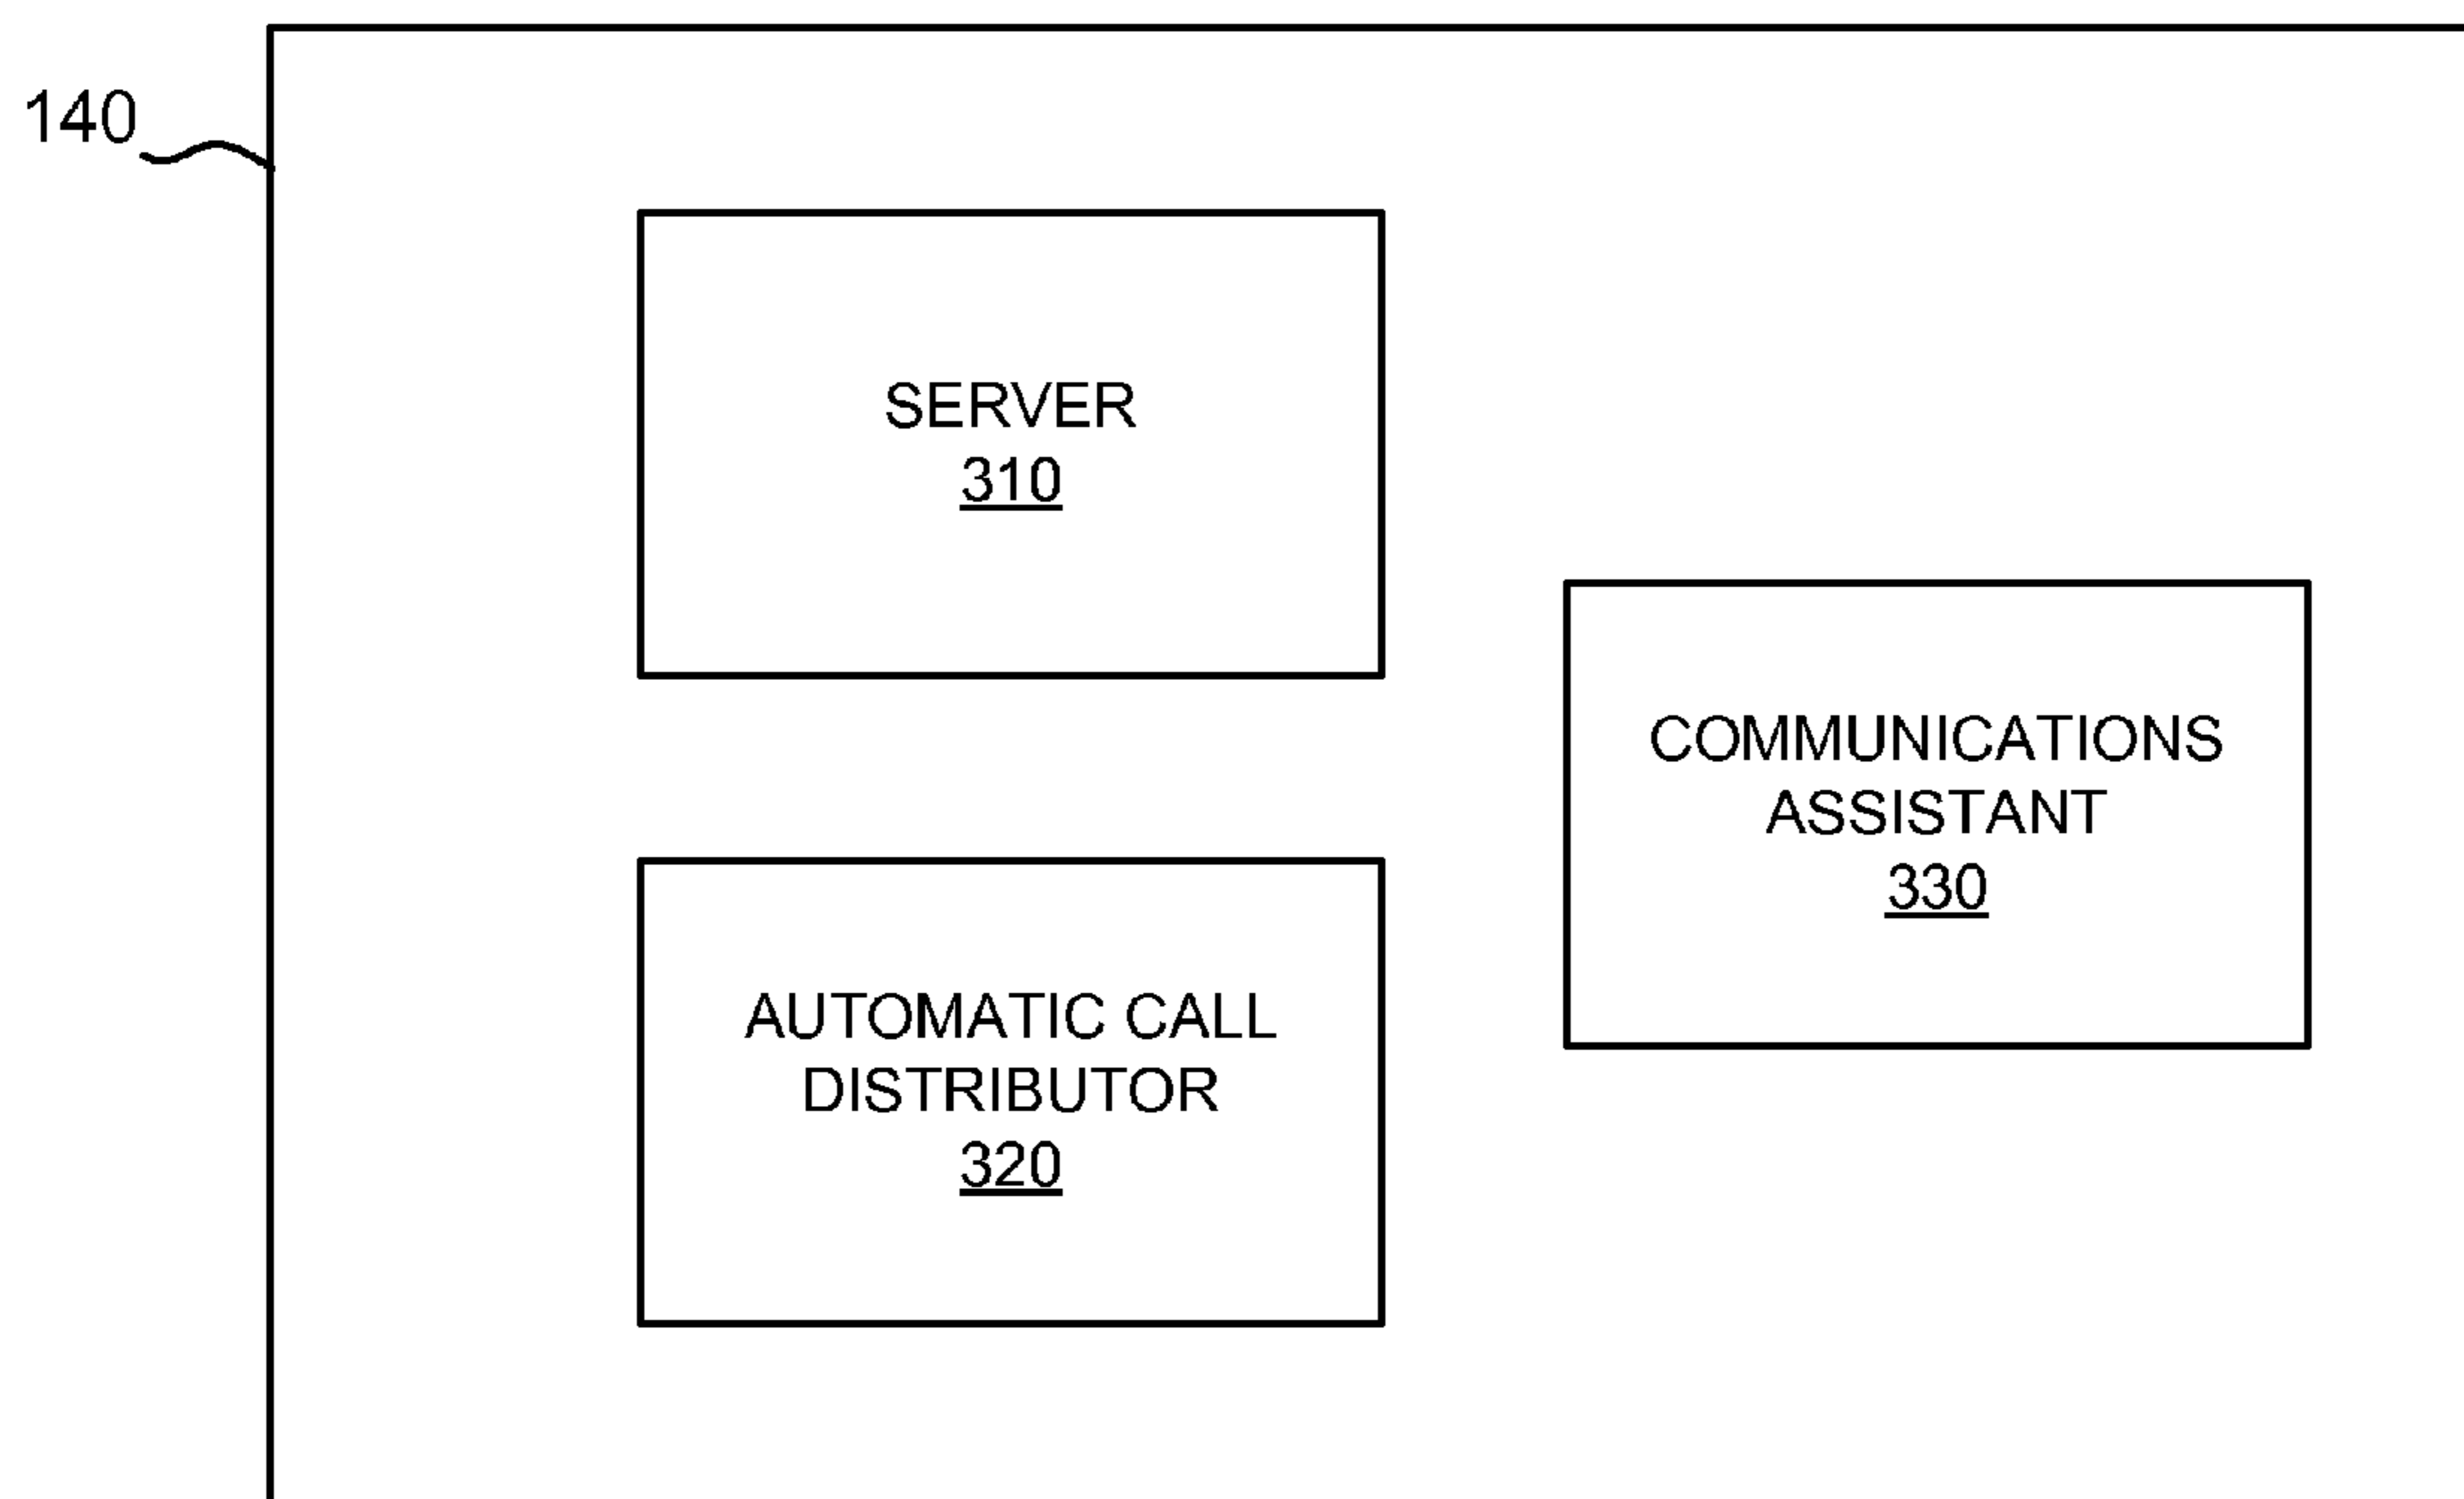 140
SERVER
310
COMMUNICATIONS
ASSISTANT
330
AUTOMATIC CALL
DISTRIBUTOR
320